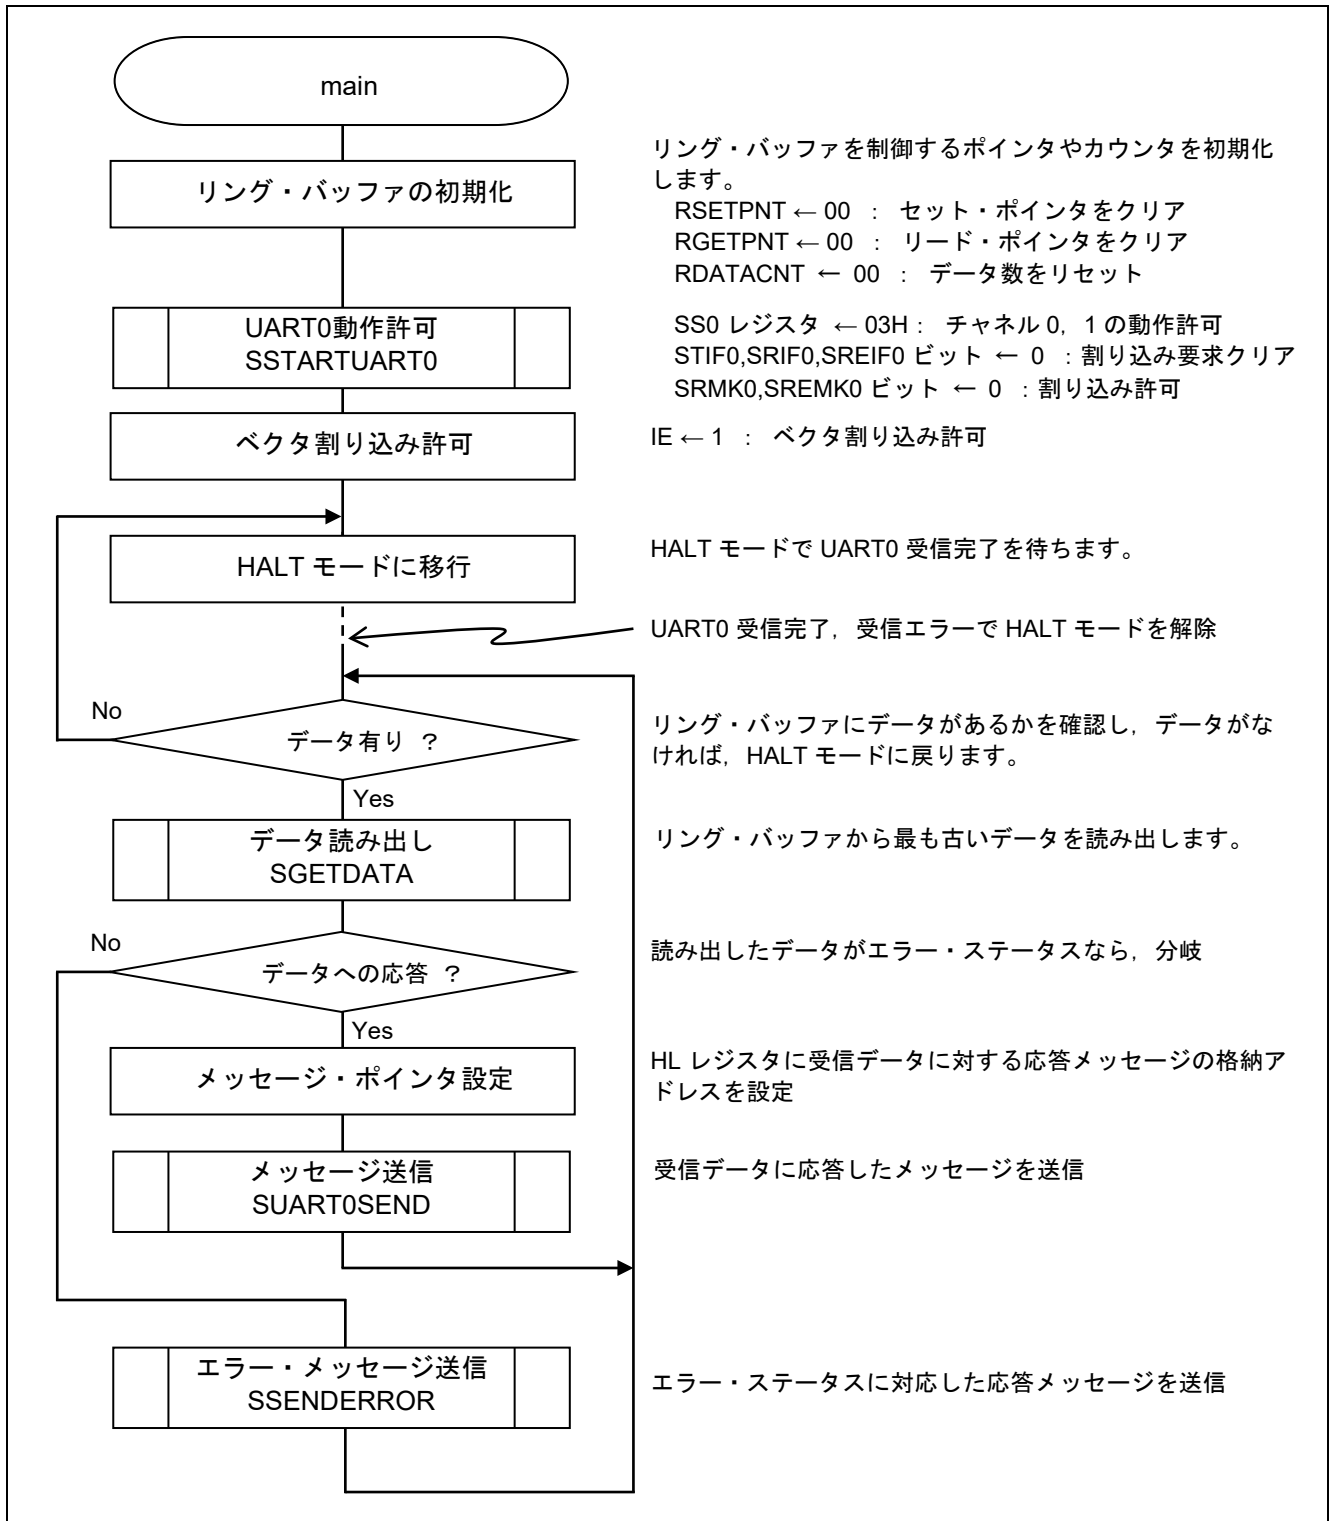 main
リング・バッファの初期化
リング・バッファを制御するポインタやカウンタを初期化
します。
RSETPNT ← 00 : セット・ポインタをクリア
RGETPNT ← 00 : リード・ポインタをクリア
RDATACNT ← 00 : データ数をリセット
UART0動作許可
SSTARTUART0
SS0 レジスタ ← 03H : チャネル 0, 1 の動作許可
STIF0,SRIF0,SREIF0 ビット ← 0 : 割り込み要求クリア
SRMK0,SREMK0 ビット ← 0 : 割り込み許可
ベクタ割り込み許可
IE ← 1 : ベクタ割り込み許可
HALT モードに移行
HALT モードで UART0 受信完了を待ちます。
UART0 受信完了, 受信エラーで HALT モードを解除
No
データ有り ?
リング・バッファにデータがあるかを確認し, データがな
ければ, HALT モードに戻ります。
Yes
データ読み出し
SGETDATA
リング・バッファから最も古いデータを読み出します。
No
データへの応答 ?
読み出したデータがエラー・ステータスなら, 分岐
Yes
メッセージ・ポインタ設定
HL レジスタに受信データに対する応答メッセージの格納ア
ドレスを設定
メッセージ送信
SUART0SEND
受信データに応答したメッセージを送信
エラー・メッセージ送信
SSENDERROR
エラー・ステータスに対応した応答メッセージを送信